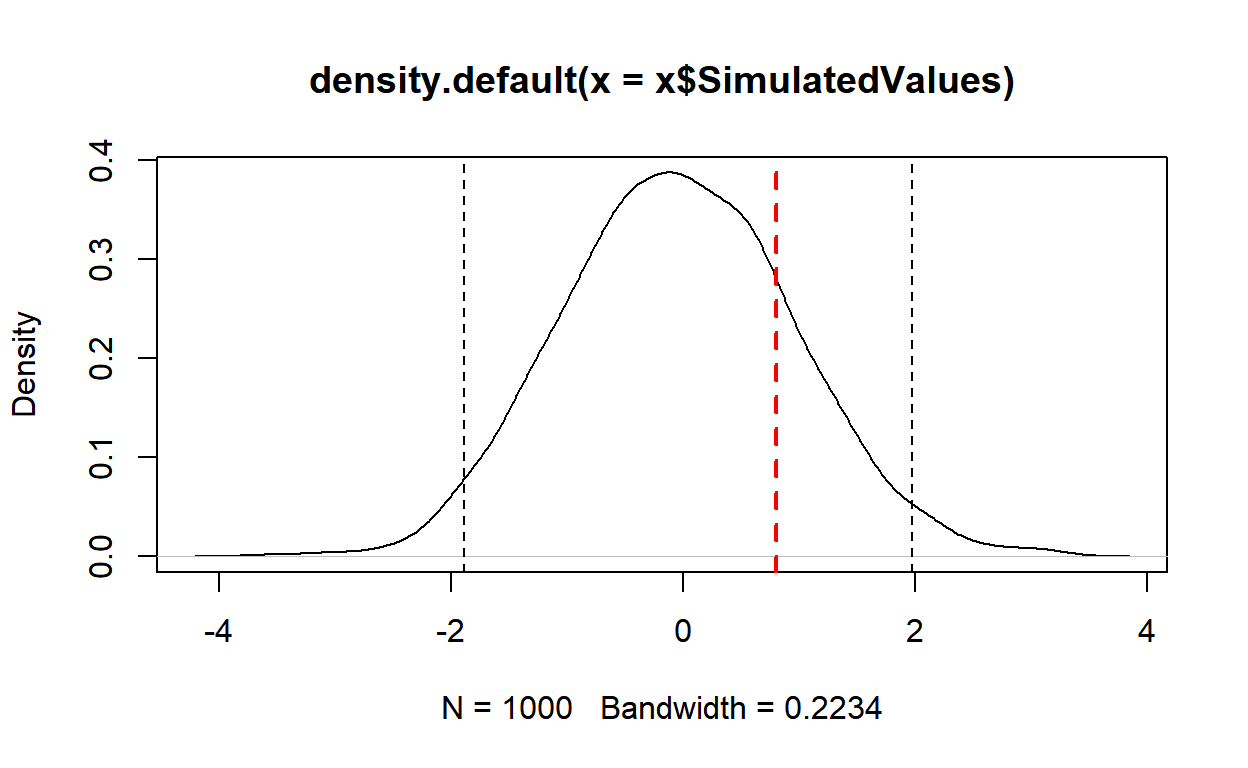 density.default(x = x$SimulatedValues)
0.4
0.3
0.2
0.1
0.0
Density
-4 -2 0 2 4
N = 1000 Bandwidth = 0.2234